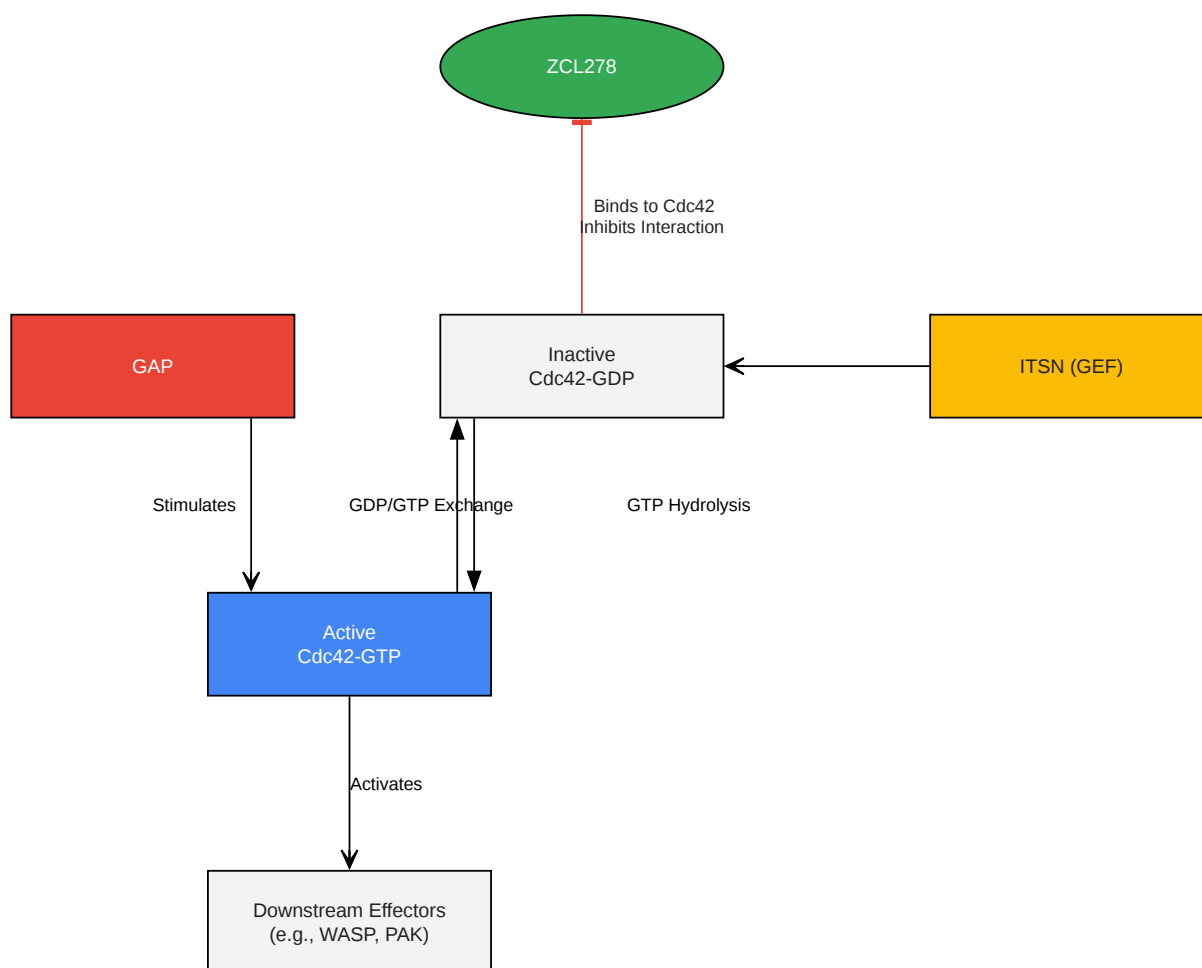 ZCL278
Binds to Cdc42
Inhibits Interaction
GAP
Inactive
Cdc42-GDP
ITSN (GEF)
Stimulates
GDP/GTP Exchange
GTP Hydrolysis
Active
Cdc42-GTP
Activates
Downstream Effectors
(e.g., WASP, PAK)